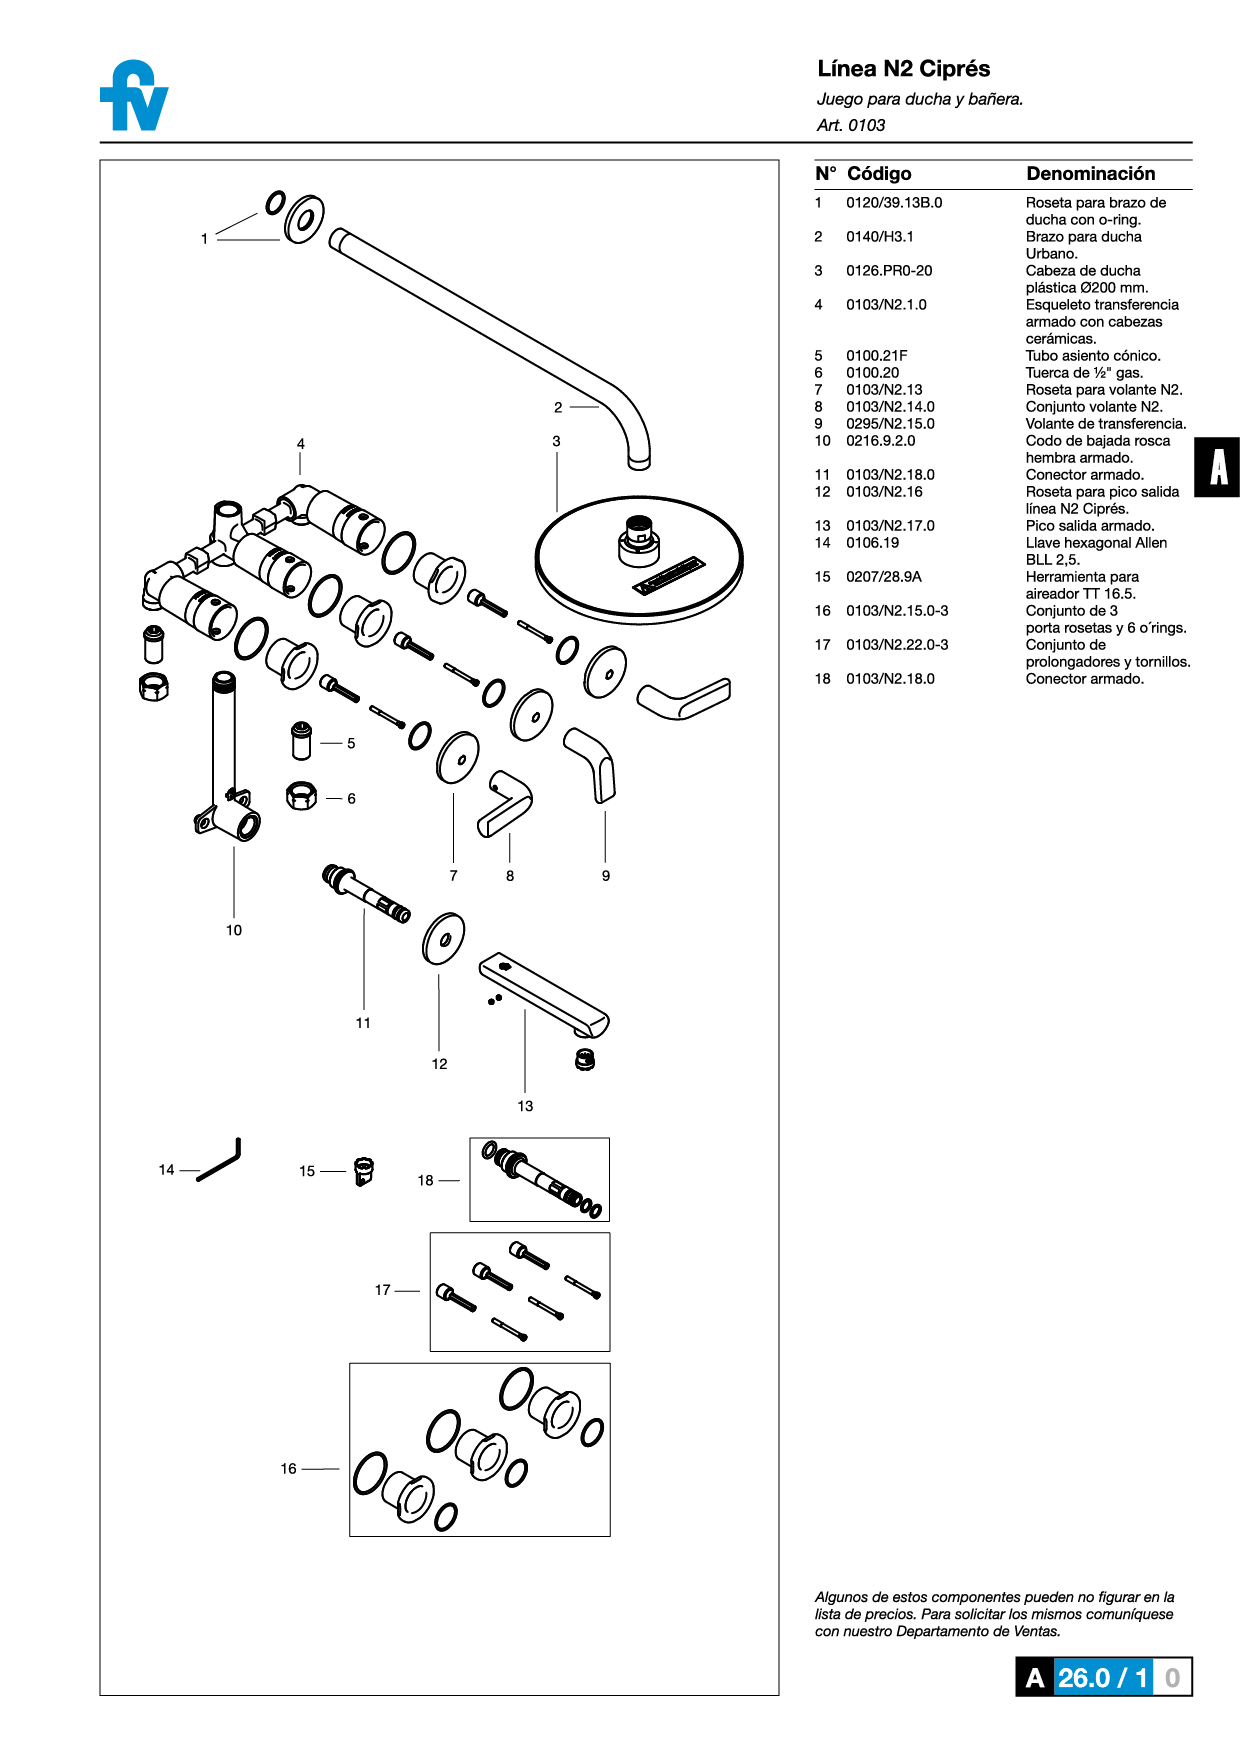 fv
Línea N2 Ciprés
Juego para ducha y bañera.
Art. 0103
N° Código Denominación
1 0120/39.13B.0 Roseta para brazo de
ducha con o-ring.
2 0140/H3.1 Brazo para ducha
Urbano.
3 0126.PR0-20 Cabeza de ducha
plástica Ø200 mm.
4 0103/N2.1.0 Esqueleto transferencia
armado con cabezas
cerámicas.
5 0100.21F Tubo asiento cónico.
6 0100.20 Tuerca de ½" gas.
7 0103/N2.13 Roseta para volante N2.
8 0103/N2.14.0 Conjunto volante N2.
9 0295/N2.15.0 Volante de transferencia.
10 0216.9.2.0 Codo de bajada rosca
hembra armado.
11 0103/N2.18.0 Conector armado.
12 0103/N2.16 Roseta para pico salida
línea N2 Ciprés.
13 0103/N2.17.0 Pico salida armado.
14 0106.19 Llave hexagonal Allen
BLL 2,5.
15 0207/28.9A Herramienta para
aireador TT 16.5.
16 0103/N2.15.0-3 Conjunto de 3
porta rosetas y 6 o´rings.
17 0103/N2.22.0-3 Conjunto de
prolongadores y tornillos.
18 0103/N2.18.0 Conector armado.
A
1
2
3
4
5
6
7
8
9
10
11
12
13
14
15
18
17
16
Algunos de estos componentes pueden no figurar en la
lista de precios. Para solicitar los mismos comuníquese
con nuestro Departamento de Ventas.
A 26.0 / 1 0